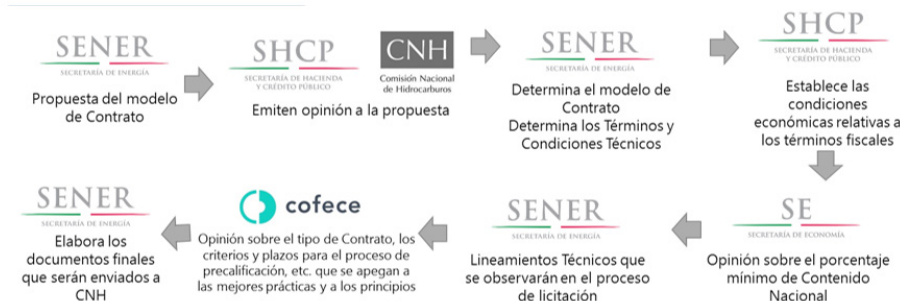 SENER
SECRETARÍA DE ENERGÍA
Propuesta del modelo
de Contrato
SHCP
SECRETARÍA DE HACIENDA
Y CRÉDITO PÚBLICO
CNH
Comisión Nacional
de Hidrocarburos
Emiten opinión a la propuesta
SENER
SECRETARÍA DE ENERGÍA
Determina el modelo de
Contrato
Determina los Términos y
Condiciones Técnicos
SHCP
SECRETARÍA DE HACIENDA
Y CRÉDITO PÚBLICO
Establece las
condiciones
económicas relativas a
los términos fiscales
SE
SECRETARÍA DE ECONOMÍA
Opinión sobre el porcentaje
mínimo de Contenido
Nacional
SENER
SECRETARÍA DE ENERGÍA
Lineamientos Técnicos que
se observarán en el proceso
de licitación
cofece
Opinión sobre el tipo de Contrato, los
criterios y plazos para el proceso de
precalificación, etc. que se apegan a
las mejores prácticas y a los principios
SENER
SECRETARÍA DE ENERGÍA
Elabora los
documentos finales
que serán enviados a
CNH